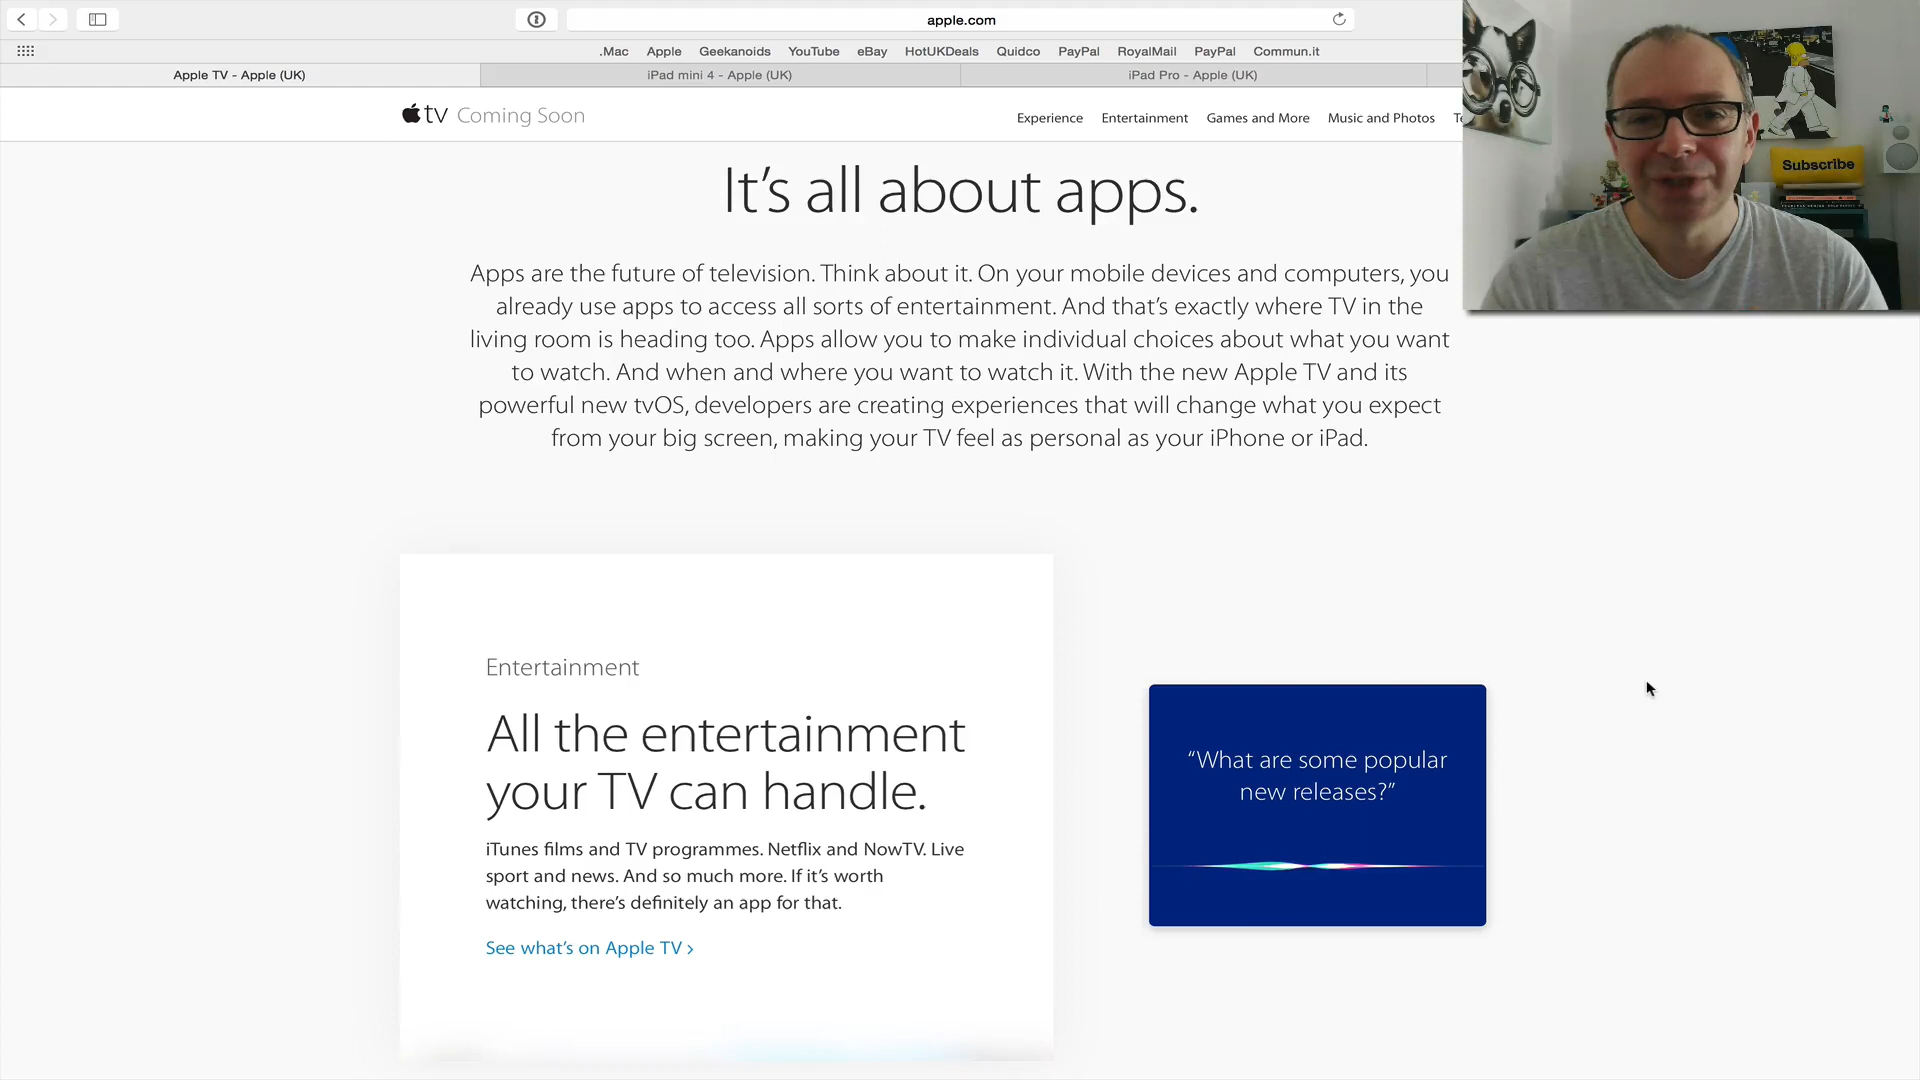 apple.com
.Mac Apple Geekanoids YouTube eBay HotUKDeals Quidco PayPal RoyalMail PayPal Commun.it
Apple TV - Apple (UK) iPad mini 4 - Apple (UK) iPad Pro - Apple (UK)
tv Coming Soon Experience Entertainment Games and More Music and Photos
Subscribe
It’s all about apps.
Apps are the future of television. Think about it. On your mobile devices and computers, you
already use apps to access all sorts of entertainment. And that’s exactly where TV in the
living room is heading too. Apps allow you to make individual choices about what you want
to watch. And when and where you want to watch it. With the new Apple TV and its
powerful new tvOS, developers are creating experiences that will change what you expect
from your big screen, making your TV feel as personal as your iPhone or iPad.
Entertainment
All the entertainment
your TV can handle.
iTunes films and TV programmes. Netflix and NowTV. Live
sport and news. And so much more. If it’s worth
watching, there’s definitely an app for that.
See what’s on Apple TV >
“What are some popular
new releases?”